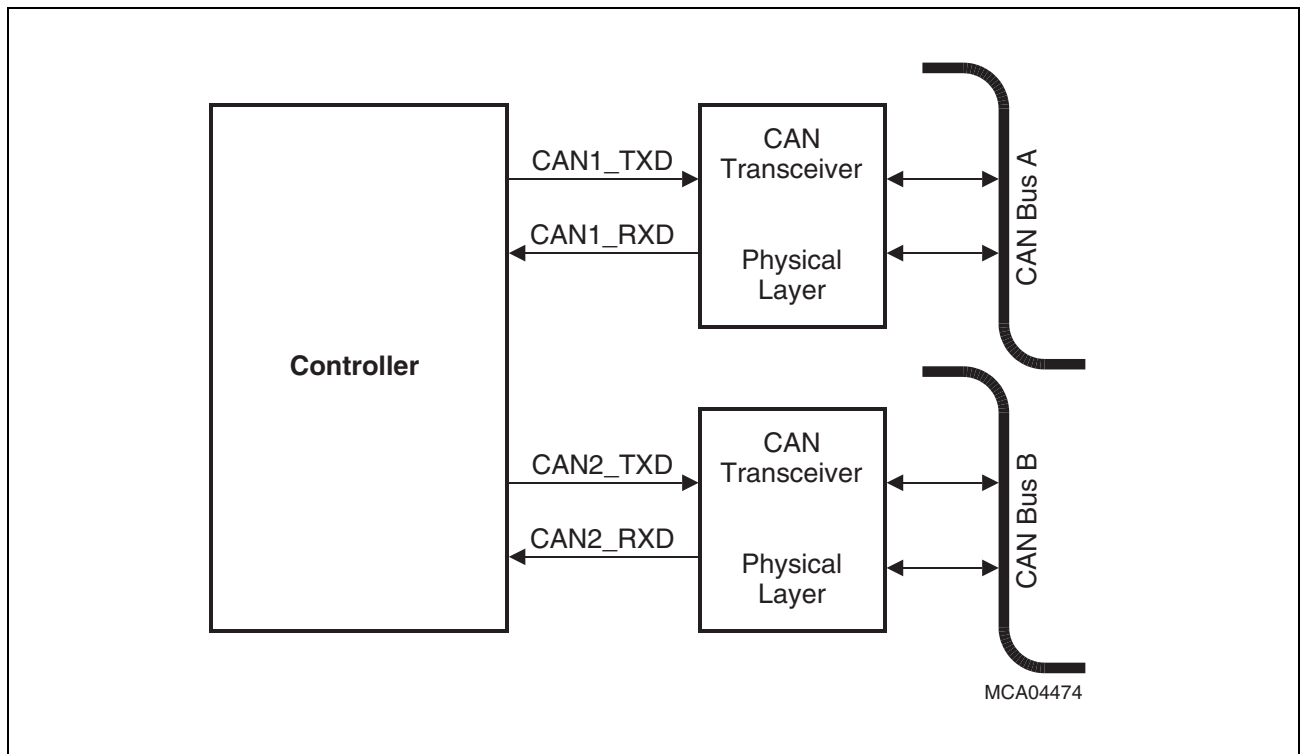 Controller
CAN1_TXD
CAN1_RXD
CAN
Transceiver
Physical
Layer
CAN Bus A
CAN2_TXD
CAN2_RXD
CAN
Transceiver
Physical
Layer
CAN Bus B
MCA04474